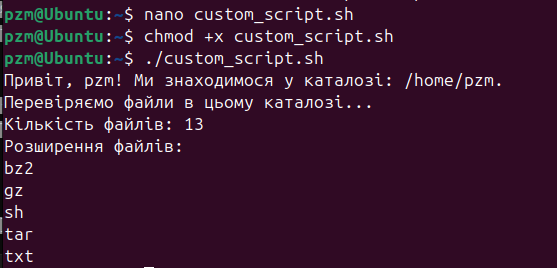 pzm@Ubuntu:~$ nano custom_script.sh
pzm@Ubuntu:~$ chmod +x custom_script.sh
pzm@Ubuntu:~$ ./custom_script.sh
Привіт, pzm! Ми знаходимося у каталозі: /home/pzm.
Перевіряємо файли в цьому каталозі...
Кількість файлів: 13
Розширення файлів:
bz2
gz
sh
tar
txt